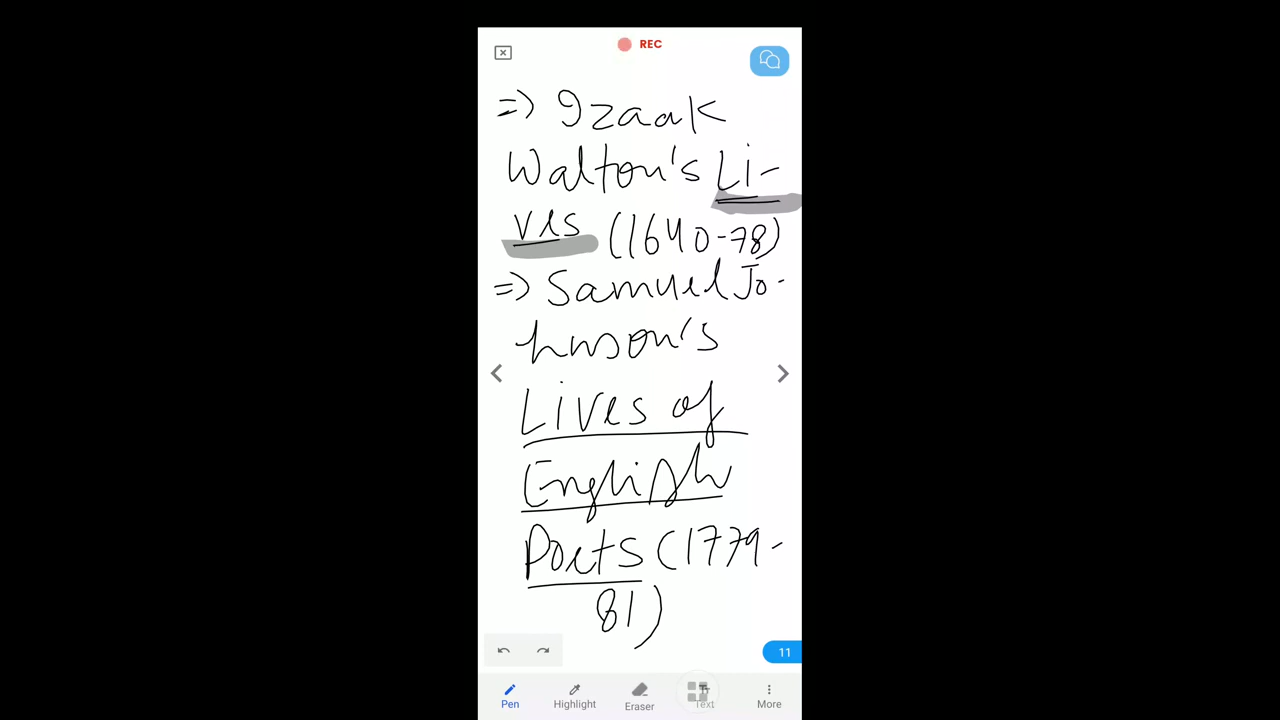 REC
=> Izaak
Walton's Li-
ves (1640-78)
=> Samuel Jo-
hnson's
Lives of
English
Poets (1779-
81)
11
Pen Highlight Eraser Text More